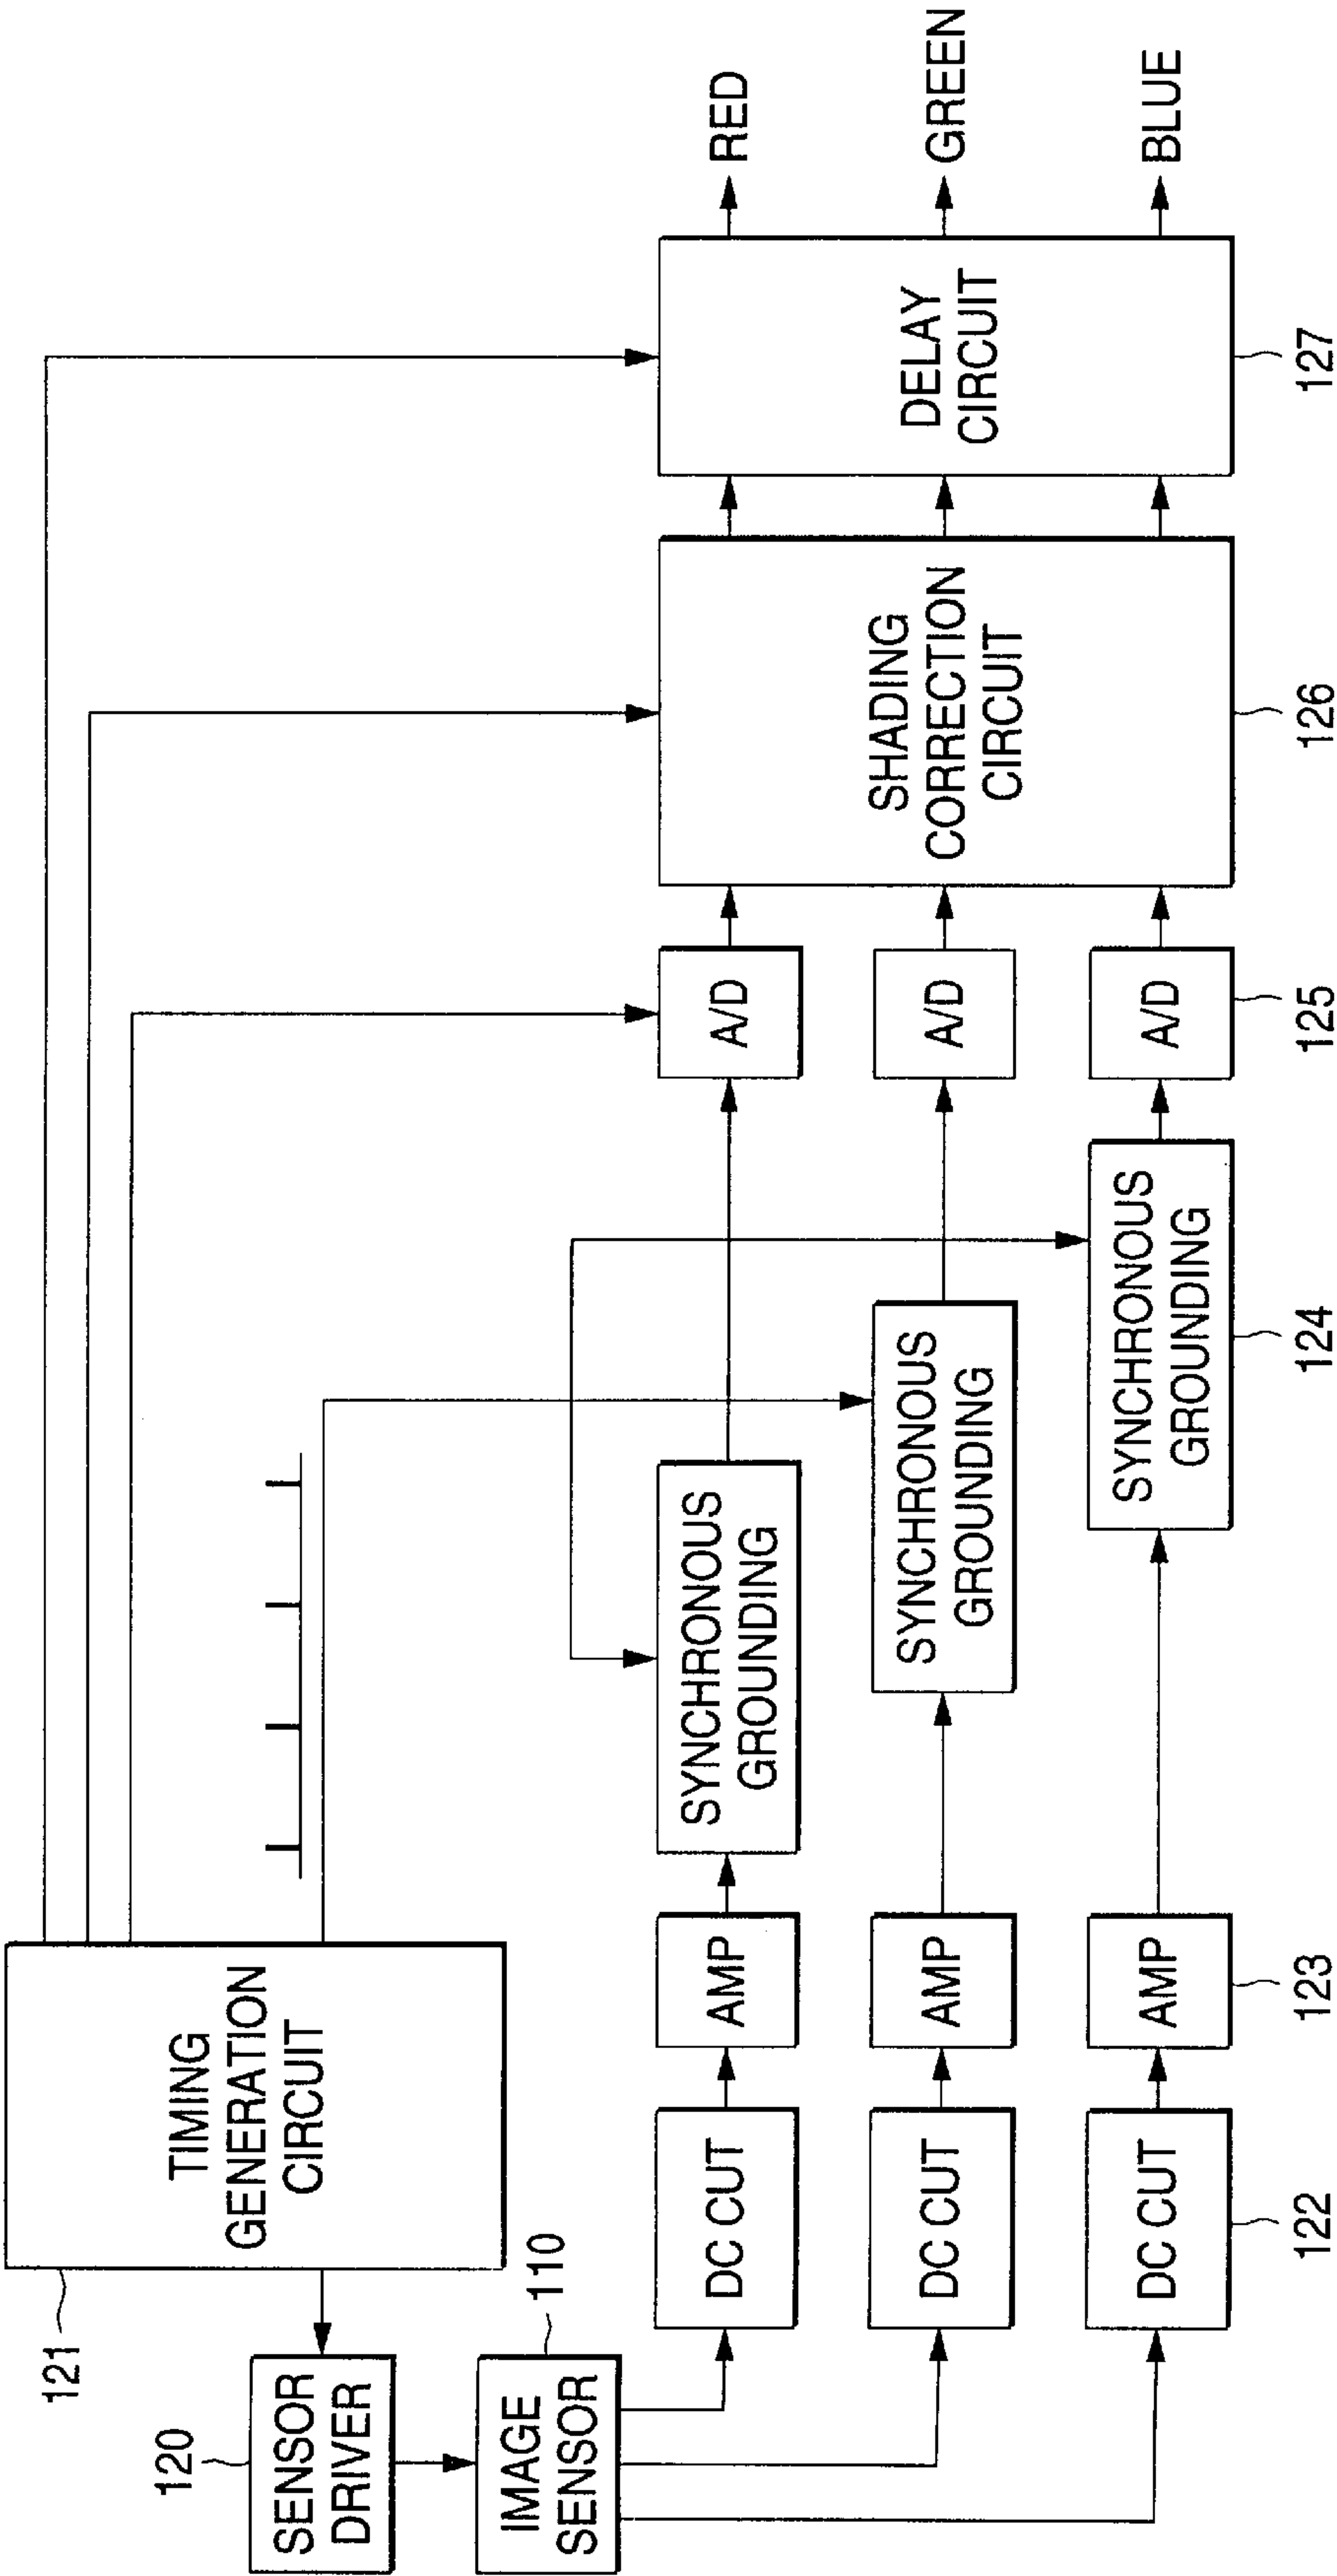 121
TIMING
GENERATION
CIRCUIT
120
SENSOR
DRIVER
IMAGE
SENSOR
110
DC CUT
AMP
SYNCHRONOUS
GROUNDING
A/D
DC CUT
AMP
SYNCHRONOUS
GROUNDING
A/D
DC CUT
AMP
SYNCHRONOUS
GROUNDING
A/D
SHADING
CORRECTION
CIRCUIT
DELAY
CIRCUIT
RED
GREEN
BLUE
122
123
124
125
126
127